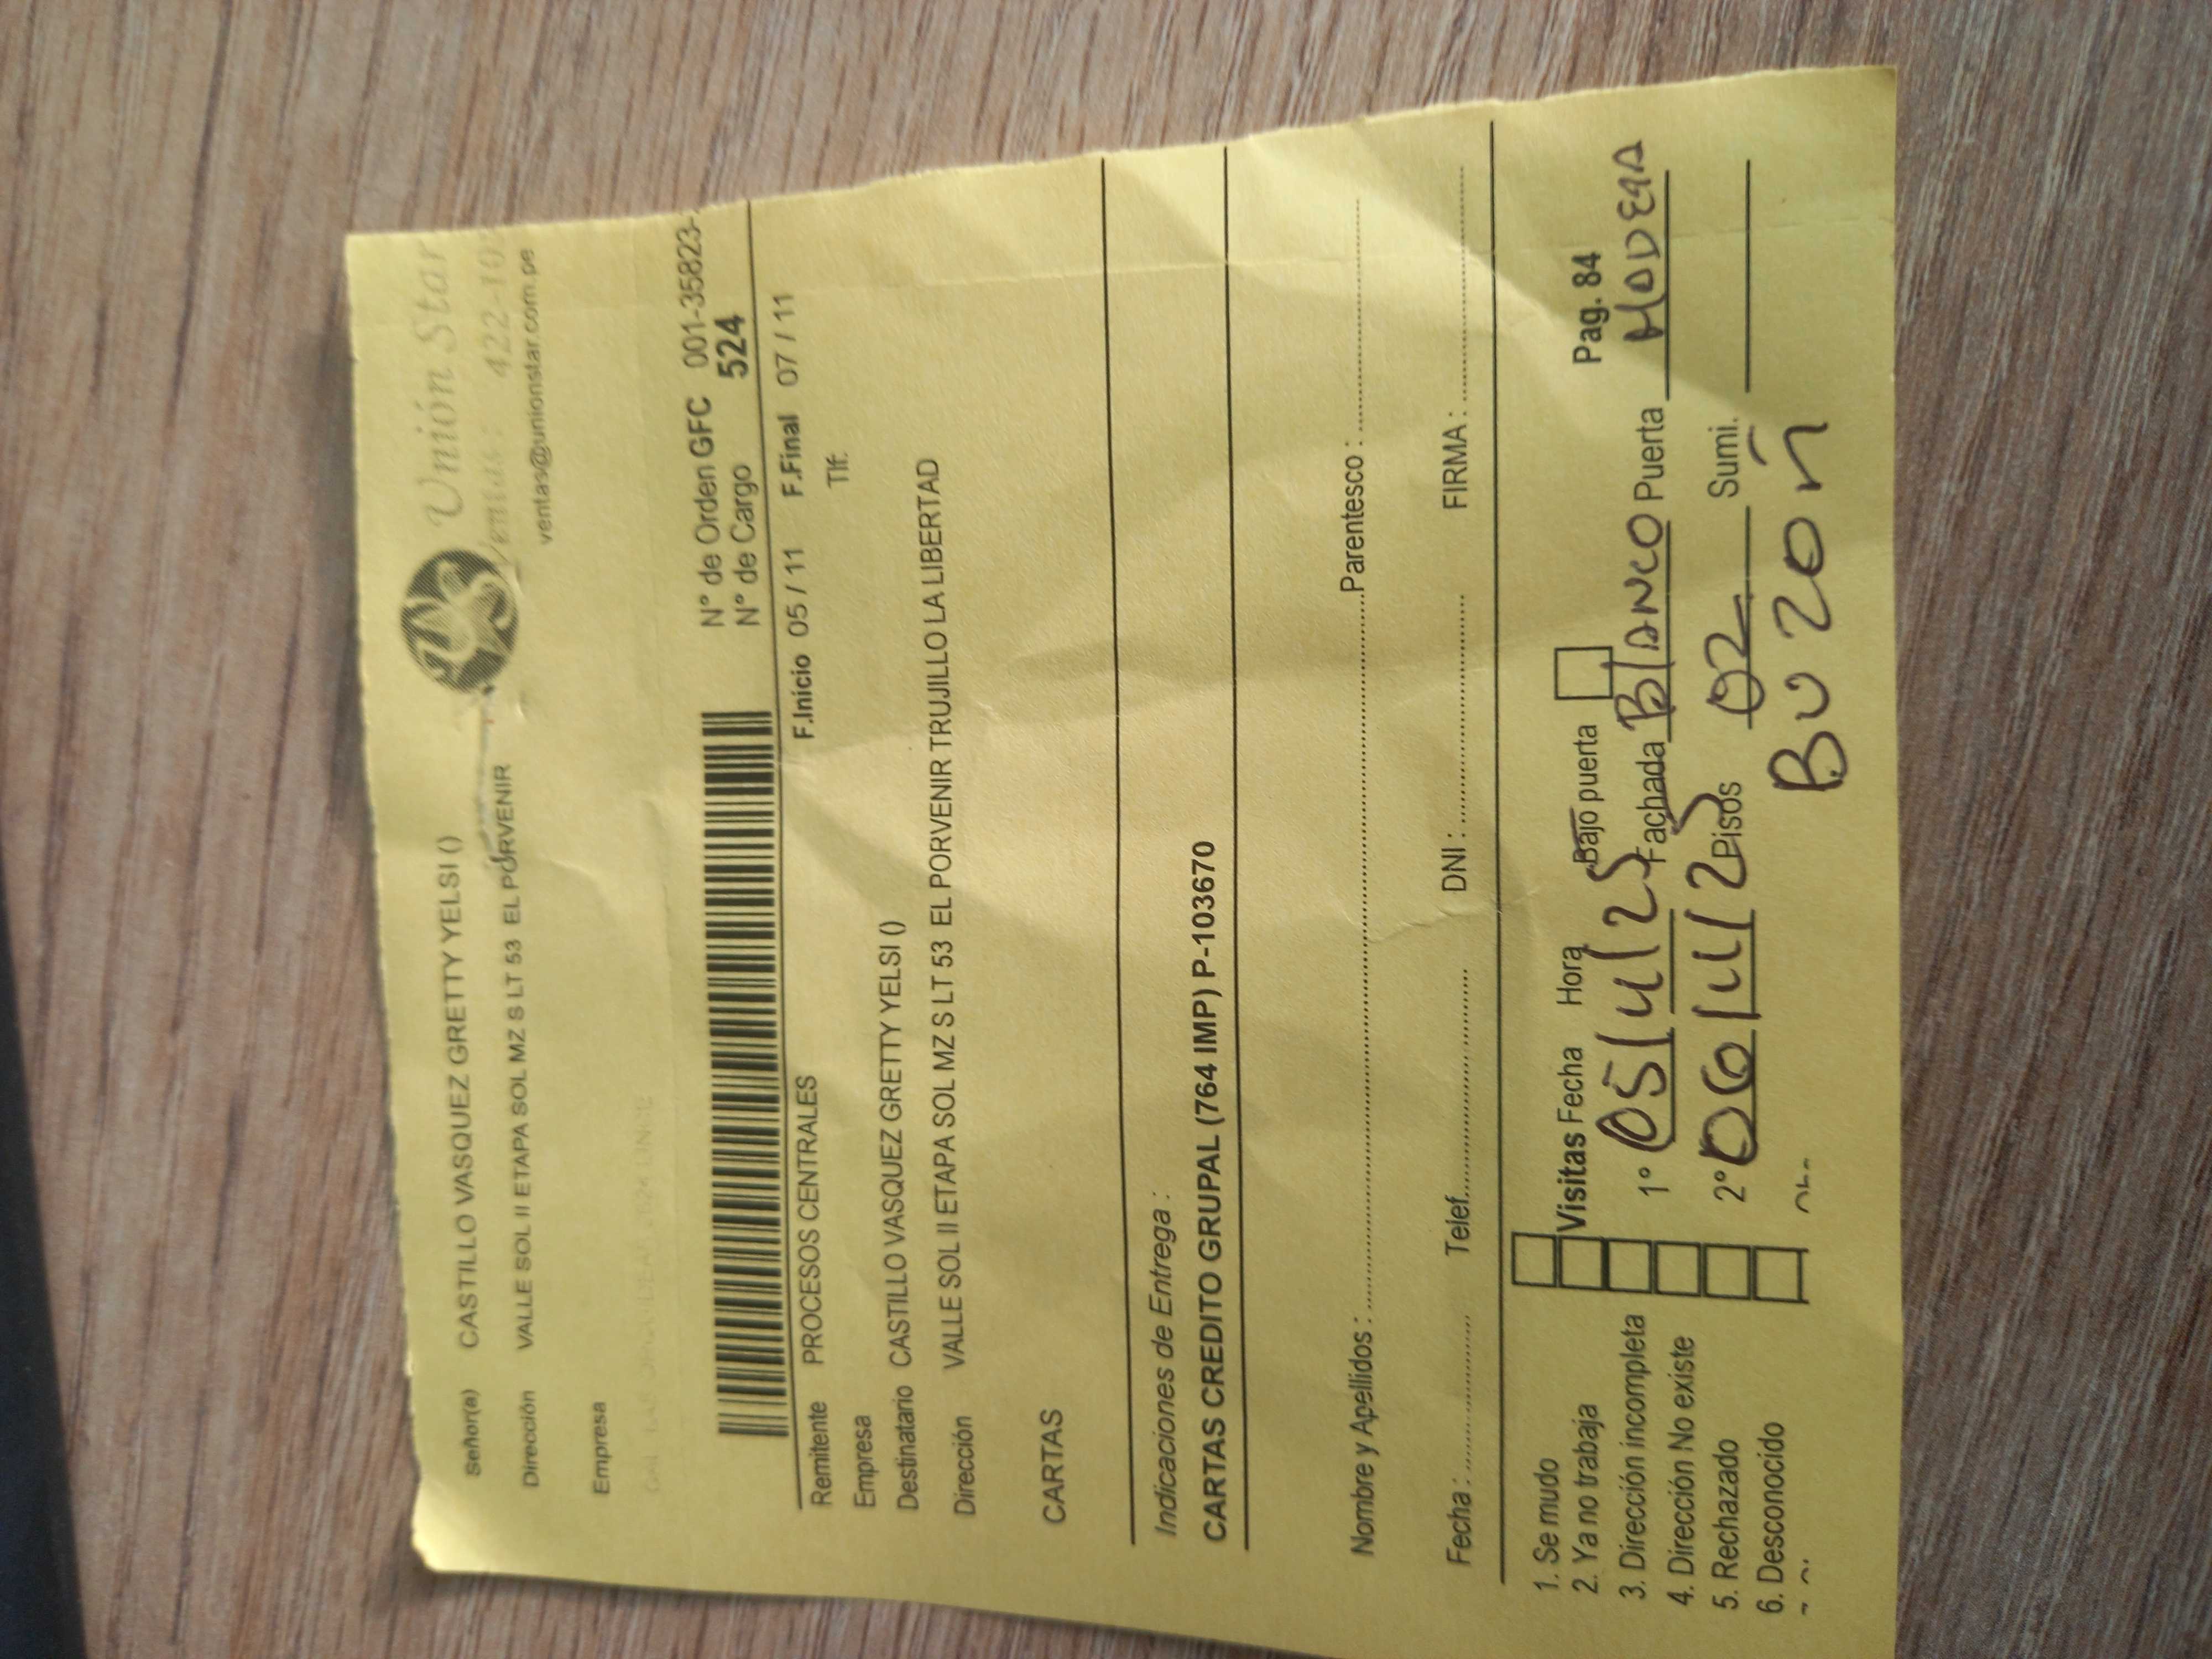 Unión Star
Ventas: 422-10
ventas@unionstar.com.pe
Señor(a) CASTILLO VASQUEZ GRETTY YELSI ()
Dirección VALLE SOL II ETAPA SOL MZ S LT 53 EL PORVENIR
Empresa
N° de Orden GFC 001-35823-
N° de Cargo 524
Remitente PROCESOS CENTRALES F.Inicio 05 / 11 F.Final 07 / 11
Empresa Tlf.
Destinatario CASTILLO VASQUEZ GRETTY YELSI ()
Dirección VALLE SOL II ETAPA SOL MZ S LT 53 EL PORVENIR TRUJILLO LA LIBERTAD
CARTAS
Indicaciones de Entrega :
CARTAS CREDITO GRUPAL (764 IMP) P-103670
Nombre y Apellidos : Parentesco :
Fecha : Telef. DNI : FIRMA :
1. Se mudo
2. Ya no trabaja Visitas Fecha Hora Bajo puerta Pag. 84
3. Dirección incompleta 1° 05/11/25 Fachada BlANCO Puerta MADERA
4. Dirección No existe
5. Rechazado 2° 06/11/25 Pisos 02 Sumi.
6. Desconocido
Buzón